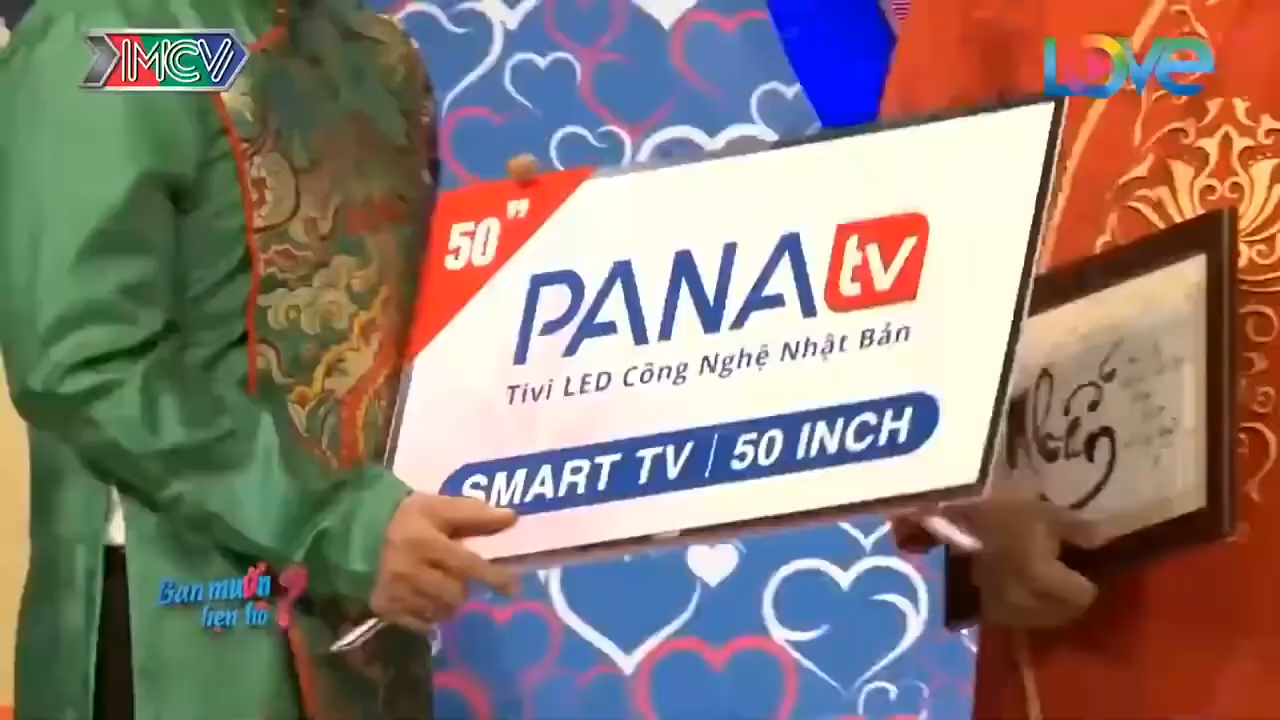 MCV
LOVe
50"
PANA tv
Tivi LED Công Nghệ Nhật Bản
SMART TV | 50 INCH
Bạn muốn
hẹn hò ?